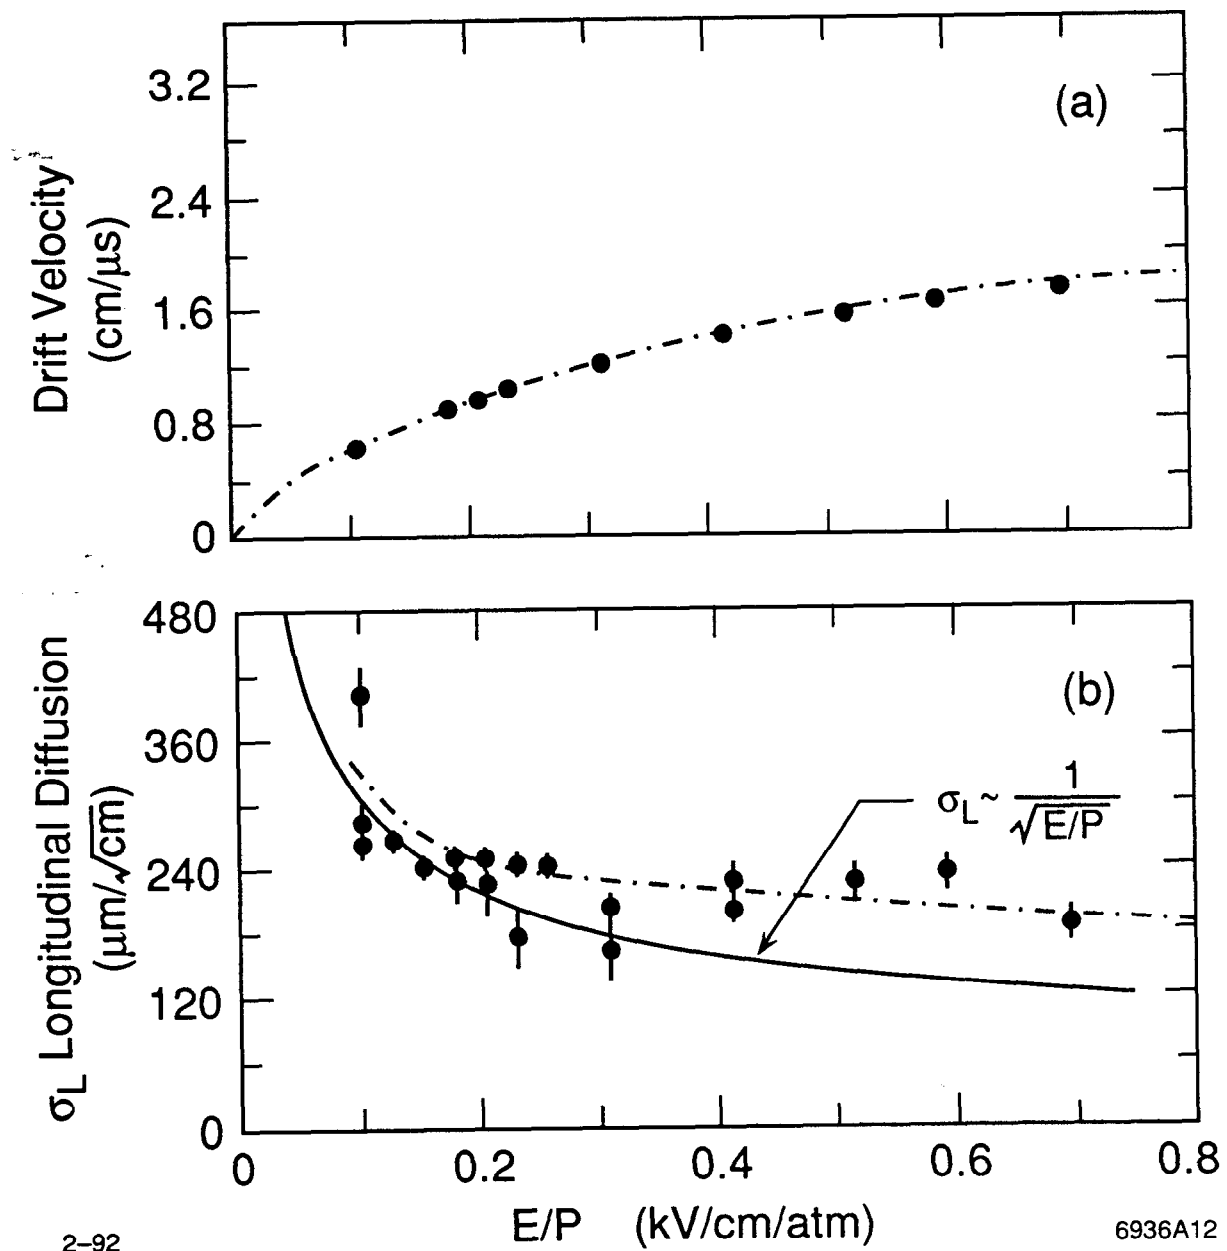 (a)
3.2
2.4
1.6
0.8
0
Drift Velocity
(cm/μs)
(b)
480
360
240
120
0
σL Longitudinal Diffusion
(μm/√cm)
σL ~ 1/√E/P
0
0.2
0.4
0.6
0.8
E/P (kV/cm/atm)
2–92
6936A12